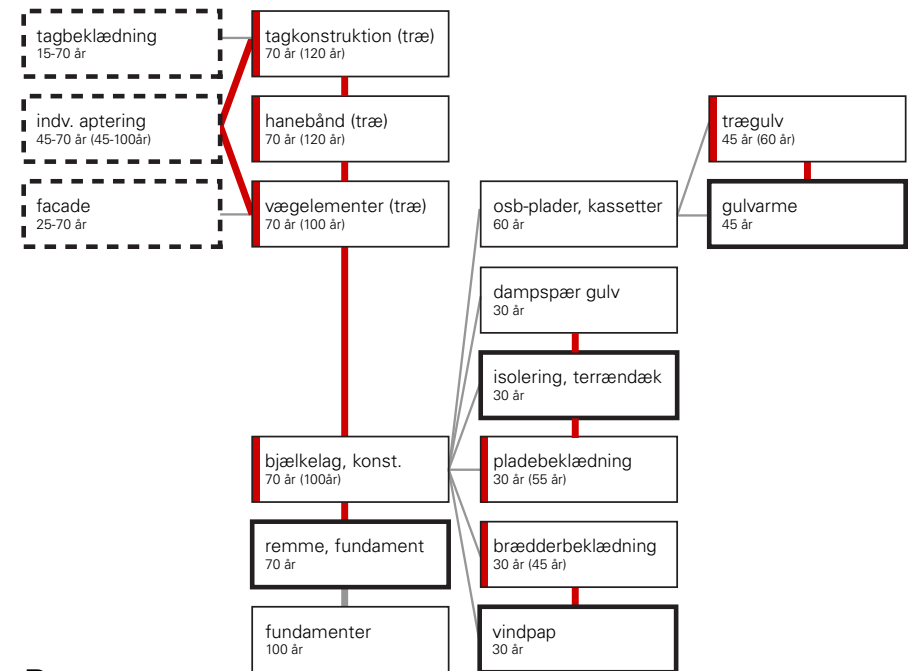 tagbeklædning
15-70 år
tagkonstruktion (træ)
70 år (120 år)
indv. aptering
45-70 år (45-100år)
hanebånd (træ)
70 år (120 år)
trægulv
45 år (60 år)
facade
25-70 år
vægelementer (træ)
70 år (100 år)
osb-plader, kassetter
60 år
gulvarme
45 år
dampspær gulv
30 år
isolering, terrændæk
30 år
bjælkelag, konst.
70 år (100år)
pladebeklædning
30 år (55 år)
remme, fundament
70 år
brædderbeklædning
30 år (45 år)
fundamenter
100 år
vindpap
30 år